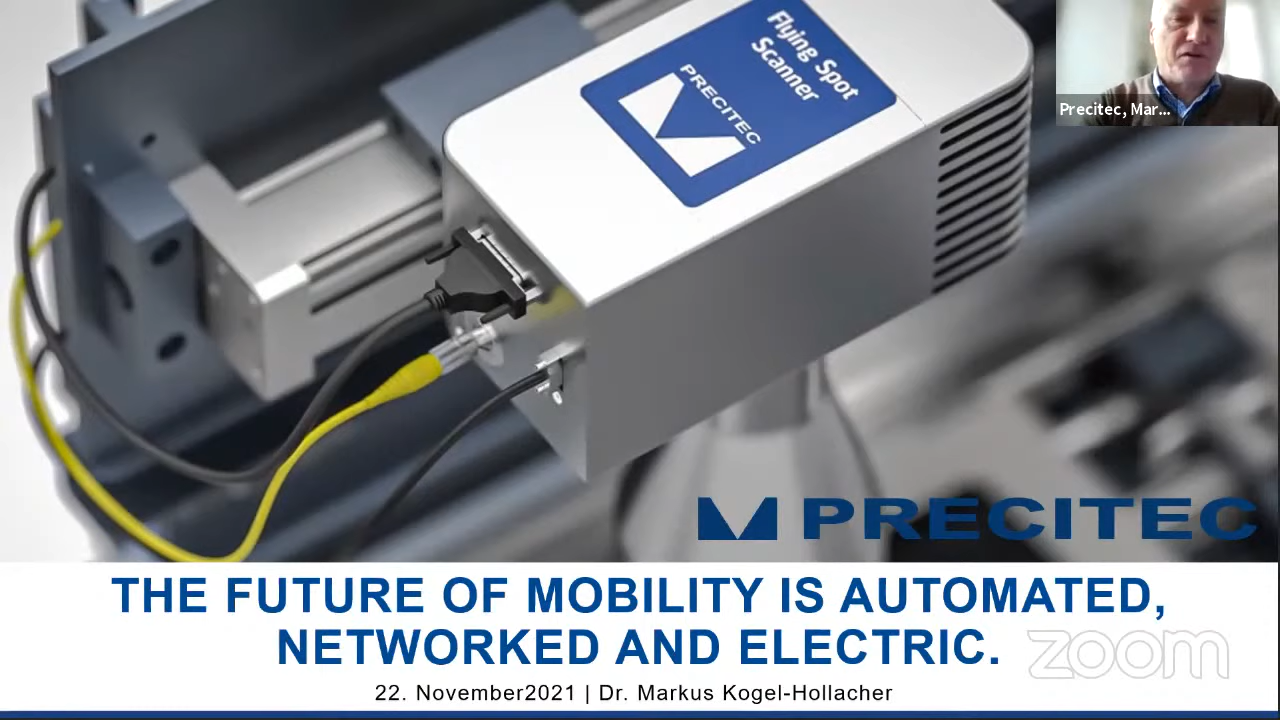 Flying Spot
Scanner
PRECITEC
Precitec, Mar...
PRECITEC
THE FUTURE OF MOBILITY IS AUTOMATED,
NETWORKED AND ELECTRIC.
zoom
22. November2021 | Dr. Markus Kogel-Hollacher